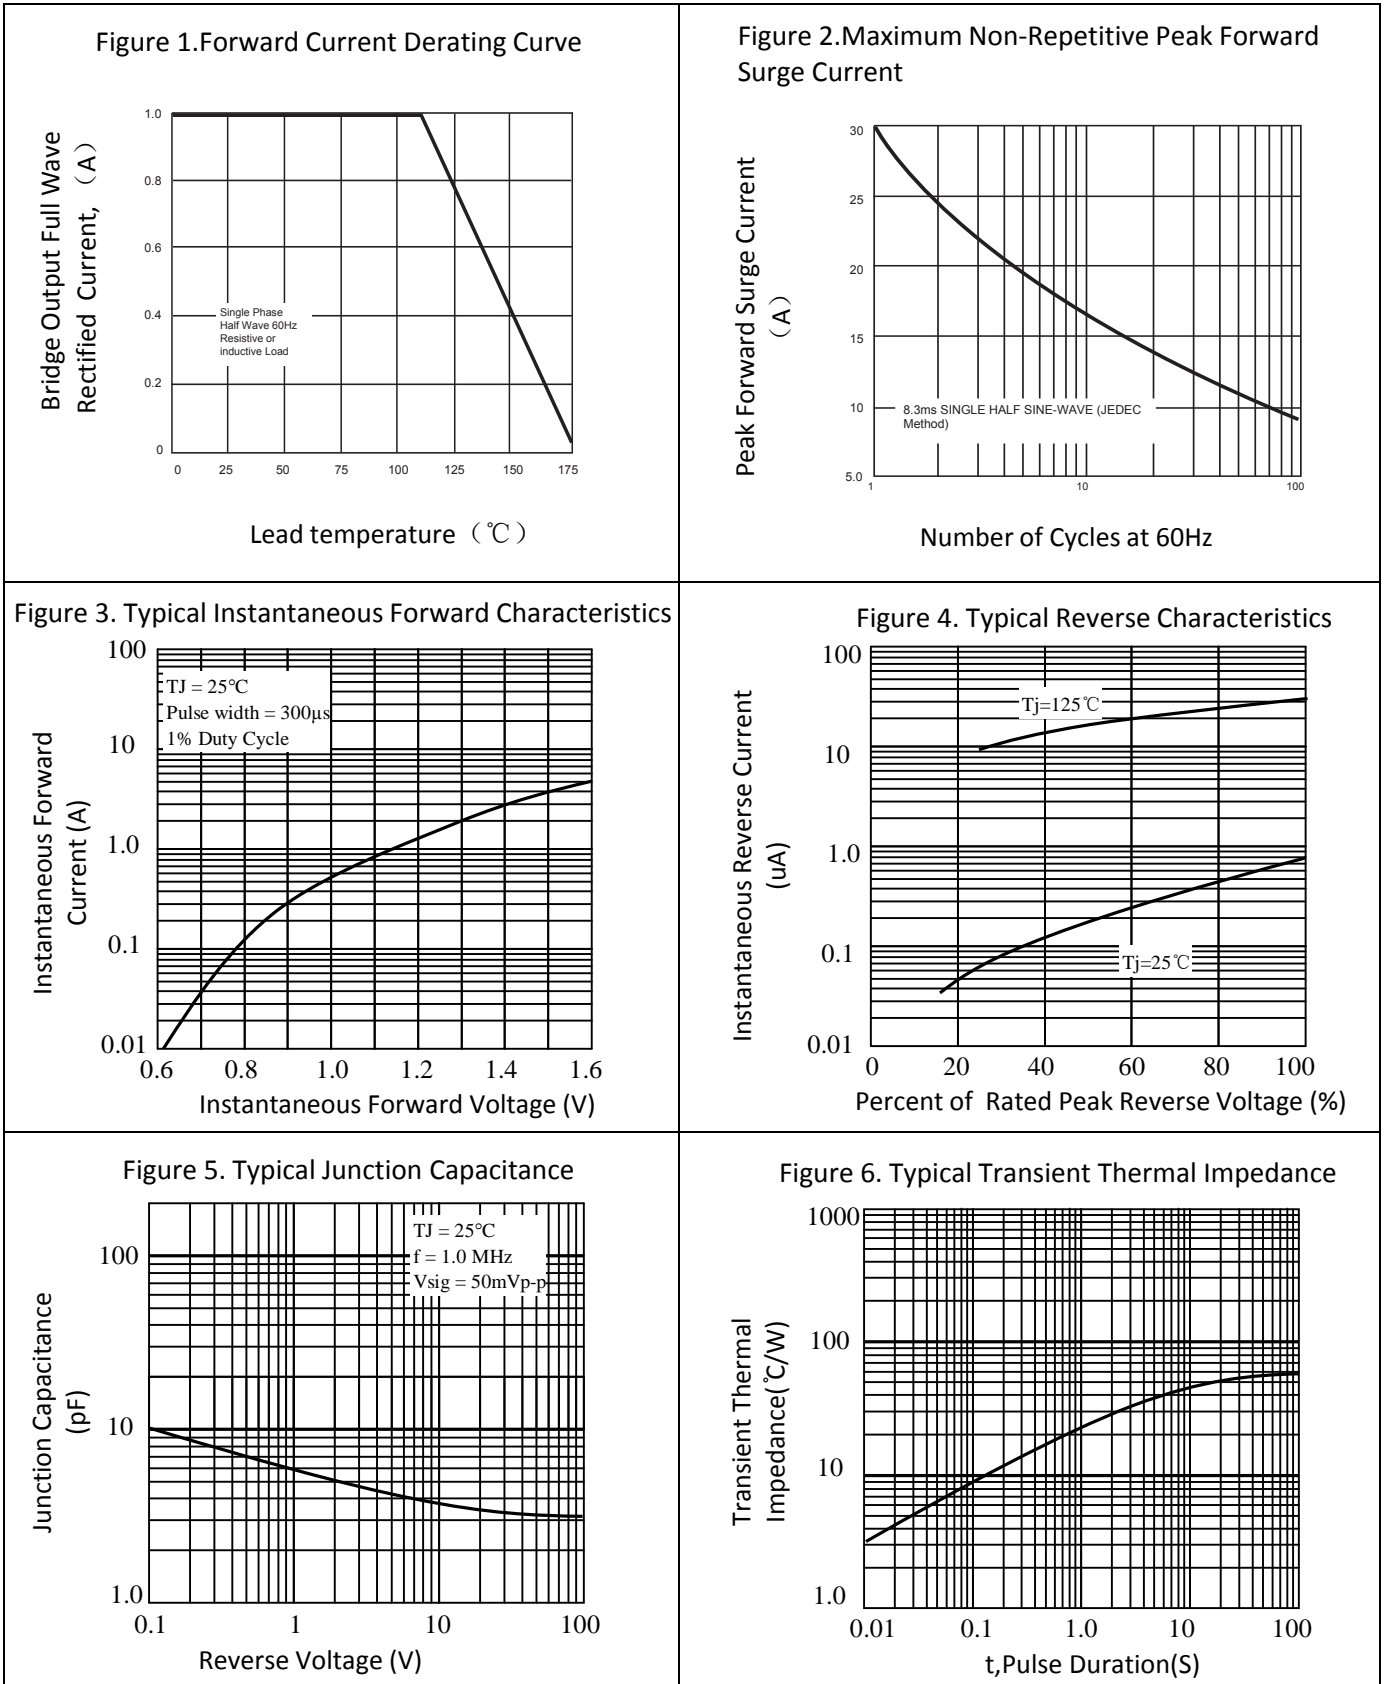 Figure 1.Forward Current Derating Curve
Bridge Output Full Wave
Rectified Current, （A）
1.0
0.8
0.6
0.4
0.2
0
Single Phase
Half Wave 60Hz
Resistive or
inductive Load
0 25 50 75 100 125 150 175
Lead temperature（℃）
Figure 2.Maximum Non-Repetitive Peak Forward
Surge Current
Peak Forward Surge Current
（A）
30
25
20
15
10
5.0
8.3ms SINGLE HALF SINE-WAVE (JEDEC
Method)
1 10 100
Number of Cycles at 60Hz
Figure 3. Typical Instantaneous Forward Characteristics
Instantaneous Forward
Current (A)
100
10
1.0
0.1
0.01
TJ = 25℃
Pulse width = 300μs
1% Duty Cycle
0.6 0.8 1.0 1.2 1.4 1.6
Instantaneous Forward Voltage (V)
Figure 4. Typical Reverse Characteristics
Instantaneous Reverse Current
(uA)
100
10
1.0
0.1
0.01
Tj=125℃
Tj=25℃
0 20 40 60 80 100
Percent of Rated Peak Reverse Voltage (%)
Figure 5. Typical Junction Capacitance
Junction Capacitance
(pF)
100
10
1.0
TJ = 25℃
f = 1.0 MHz
Vsig = 50mVp-p
0.1 1 10 100
Reverse Voltage (V)
Figure 6. Typical Transient Thermal Impedance
Transient Thermal
Impedance(℃/W)
1000
100
10
1.0
0.01 0.1 1.0 10 100
t,Pulse Duration(S)